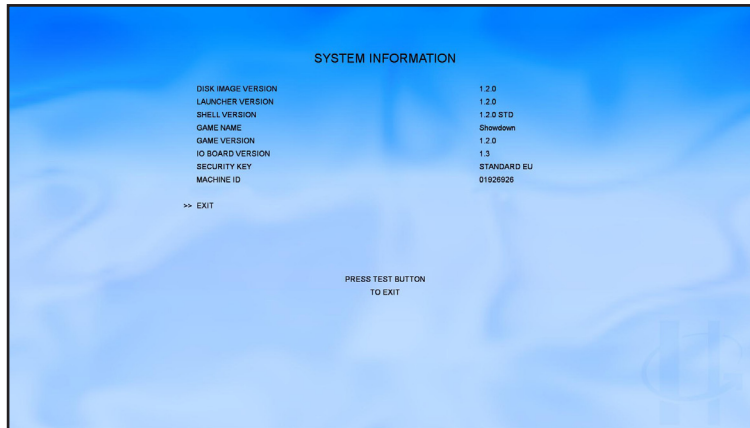 SYSTEM INFORMATION
DISK IMAGE VERSION 1.2.0
LAUNCHER VERSION 1.2.0
SHELL VERSION 1.2.0 STD
GAME NAME Showdown
GAME VERSION 1.2.0
IO BOARD VERSION 1.3
SECURITY KEY STANDARD EU
MACHINE ID 01926926
>> EXIT
PRESS TEST BUTTON
TO EXIT